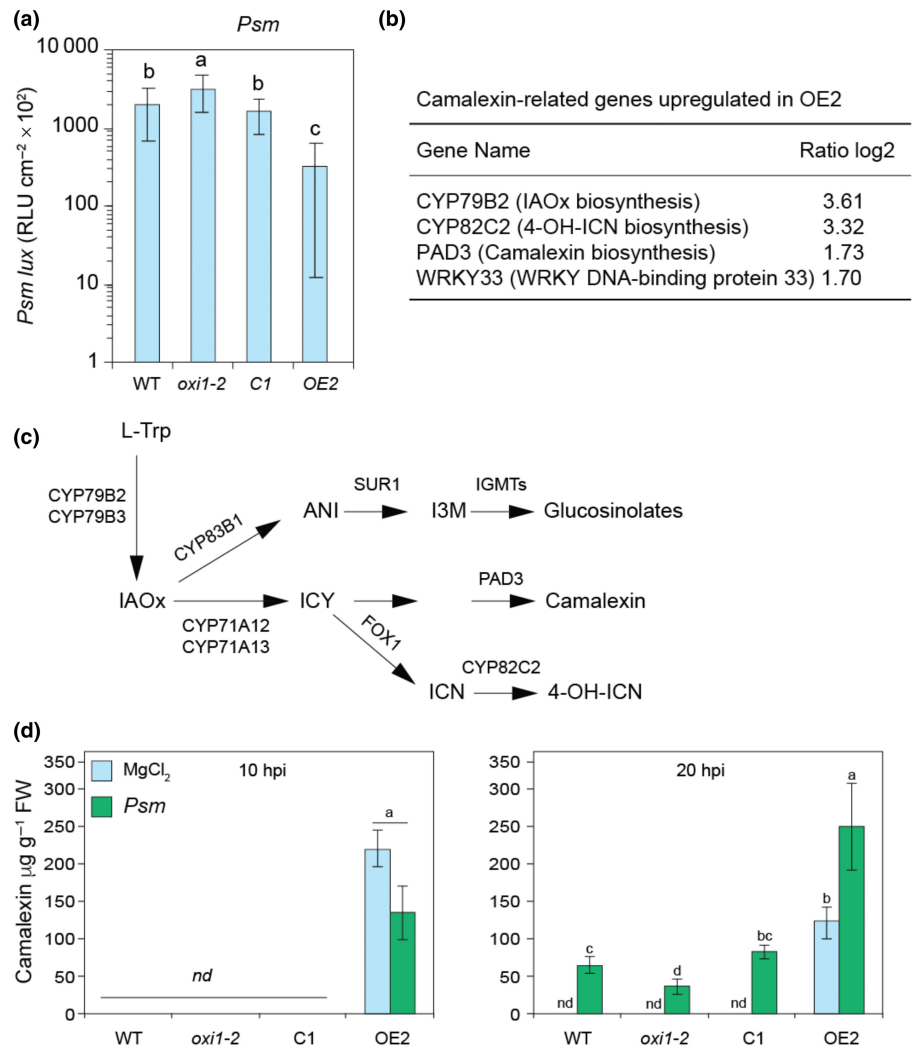 (a)
Psm
10 000
1000
100
10
1
Psm lux (RLU cm⁻² × 10²)
b
a
b
c
WT
oxi1-2
C1
OE2
(b)
Camalexin-related genes upregulated in OE2
Gene Name Ratio log2
CYP79B2 (IAOx biosynthesis) 3.61
CYP82C2 (4-OH-ICN biosynthesis) 3.32
PAD3 (Camalexin biosynthesis) 1.73
WRKY33 (WRKY DNA-binding protein 33) 1.70
(c)
L-Trp
CYP79B2
CYP79B3
IAOx
CYP83B1
ANI
SUR1
I3M
IGMTs
Glucosinolates
CYP71A12
CYP71A13
ICY
PAD3
Camalexin
FOX1
ICN
CYP82C2
4-OH-ICN
(d)
Camalexin µg g⁻¹ FW
350
300
250
200
150
100
50
0
MgCl₂
Psm
10 hpi
nd
a
WT
oxi1-2
C1
OE2
350
300
250
200
150
100
50
0
20 hpi
nd
c
nd
d
nd
bc
b
a
WT
oxi1-2
C1
OE2